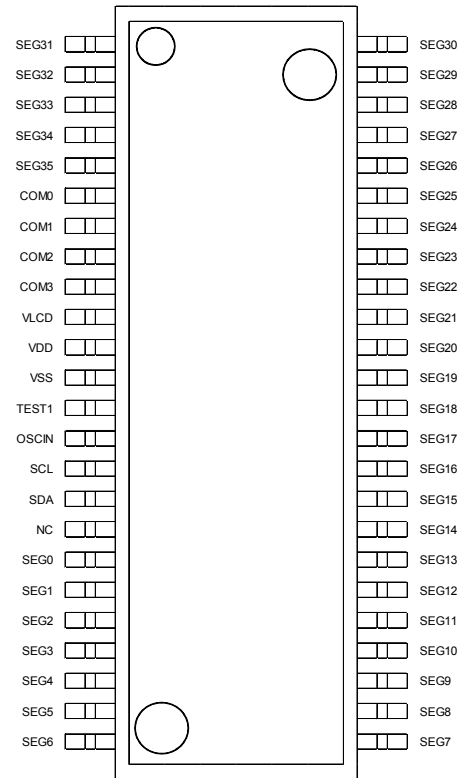 SEG31 SEG30
SEG32 SEG29
SEG33 SEG28
SEG34 SEG27
SEG35 SEG26
COM0 SEG25
COM1 SEG24
COM2 SEG23
COM3 SEG22
VLCD SEG21
VDD SEG20
VSS SEG19
TEST1 SEG18
OSCIN SEG17
SCL SEG16
SDA SEG15
NC SEG14
SEG0 SEG13
SEG1 SEG12
SEG2 SEG11
SEG3 SEG10
SEG4 SEG9
SEG5 SEG8
SEG6 SEG7